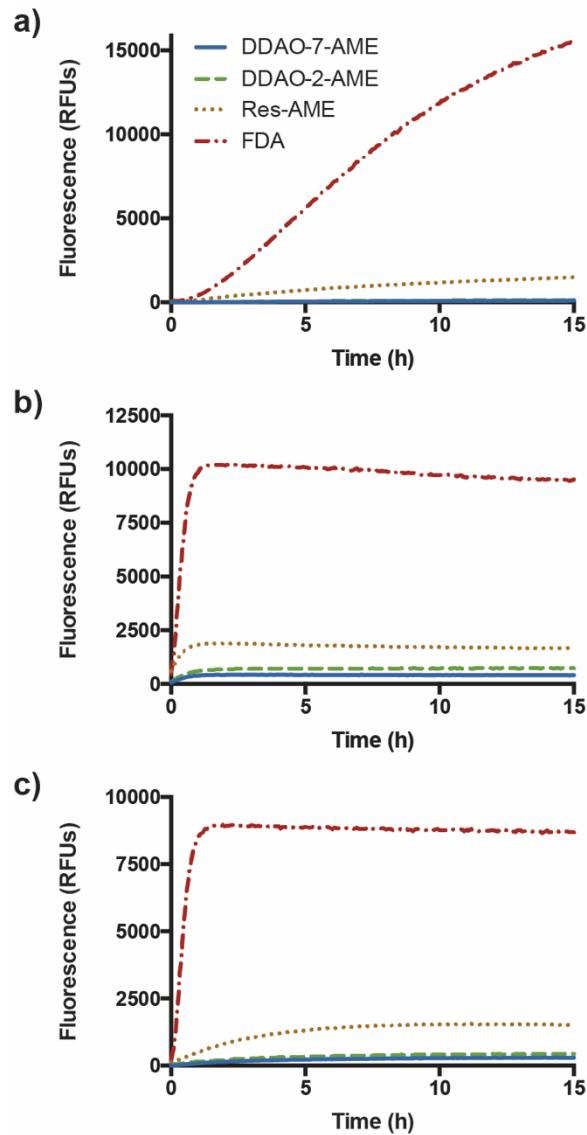 a)
Fluorescence (RFUs)
15000
10000
5000
0
DDAO-7-AME
DDAO-2-AME
Res-AME
FDA
0 5 10 15
Time (h)
b)
Fluorescence (RFUs)
12500
10000
7500
5000
2500
0
0 5 10 15
Time (h)
c)
Fluorescence (RFUs)
10000
7500
5000
2500
0
0 5 10 15
Time (h)